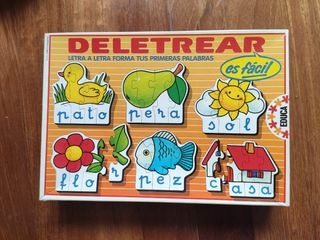 DELETREAR
LETRA A LETRA FORMA TUS PRIMERAS PALABRAS
es fácil
EDUCA
pato
pera
sol
flor
pez
casa